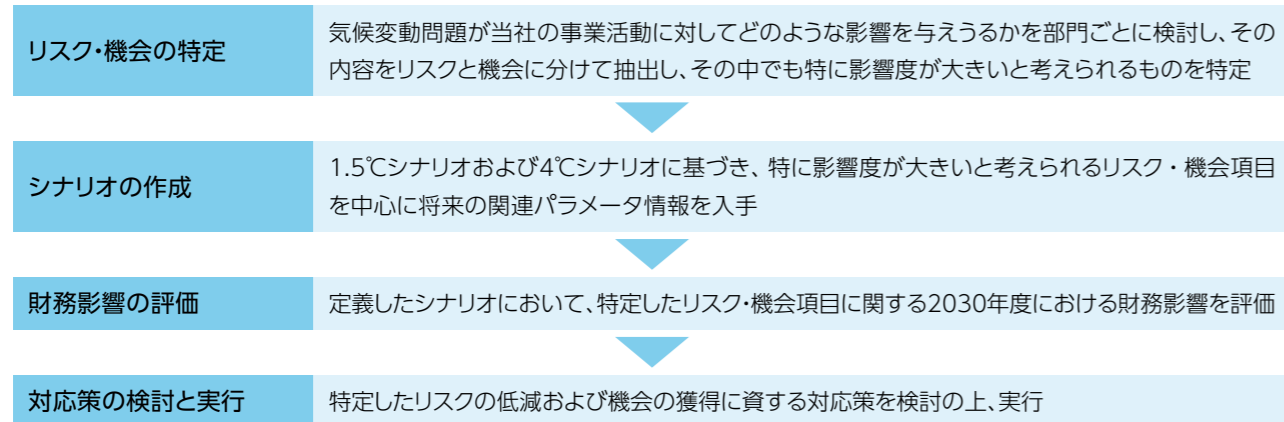 リスク・機会の特定
気候変動問題が当社の事業活動に対してどのような影響を与えうるかを部門ごとに検討し、その
内容をリスクと機会に分けて抽出し、その中でも特に影響度が大きいと考えられるものを特定
シナリオの作成
1.5℃シナリオおよび4℃シナリオに基づき、特に影響度が大きいと考えられるリスク・機会項目
を中心に将来の関連パラメータ情報を入手
財務影響の評価
定義したシナリオにおいて、特定したリスク・機会項目に関する2030年度における財務影響を評価
対応策の検討と実行
特定したリスクの低減および機会の獲得に資する対応策を検討の上、実行